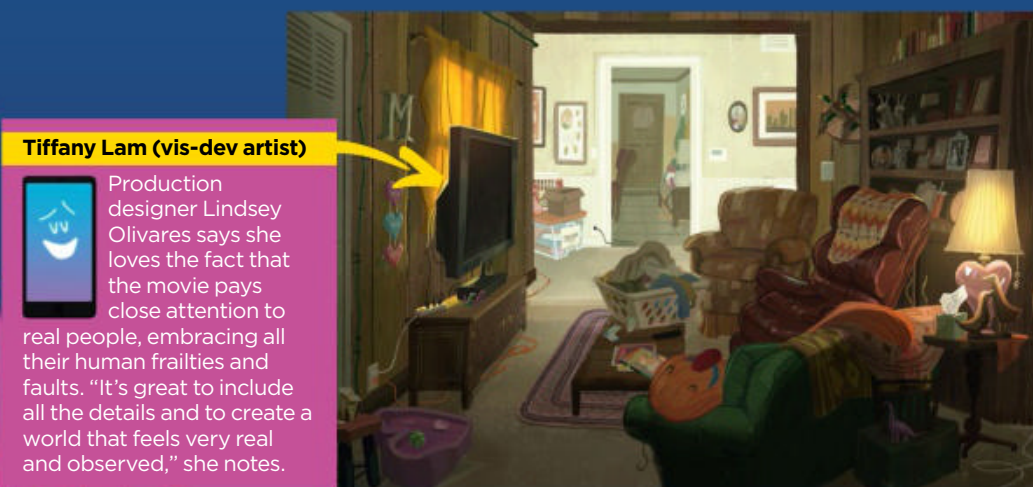 Tiffany Lam (vis-dev artist)
Production
designer Lindsey
Olivares says she
loves the fact that
the movie pays
close attention to
real people, embracing all
their human frailties and
faults. “It’s great to include
all the details and to create a
world that feels very real
and observed,” she notes.
M